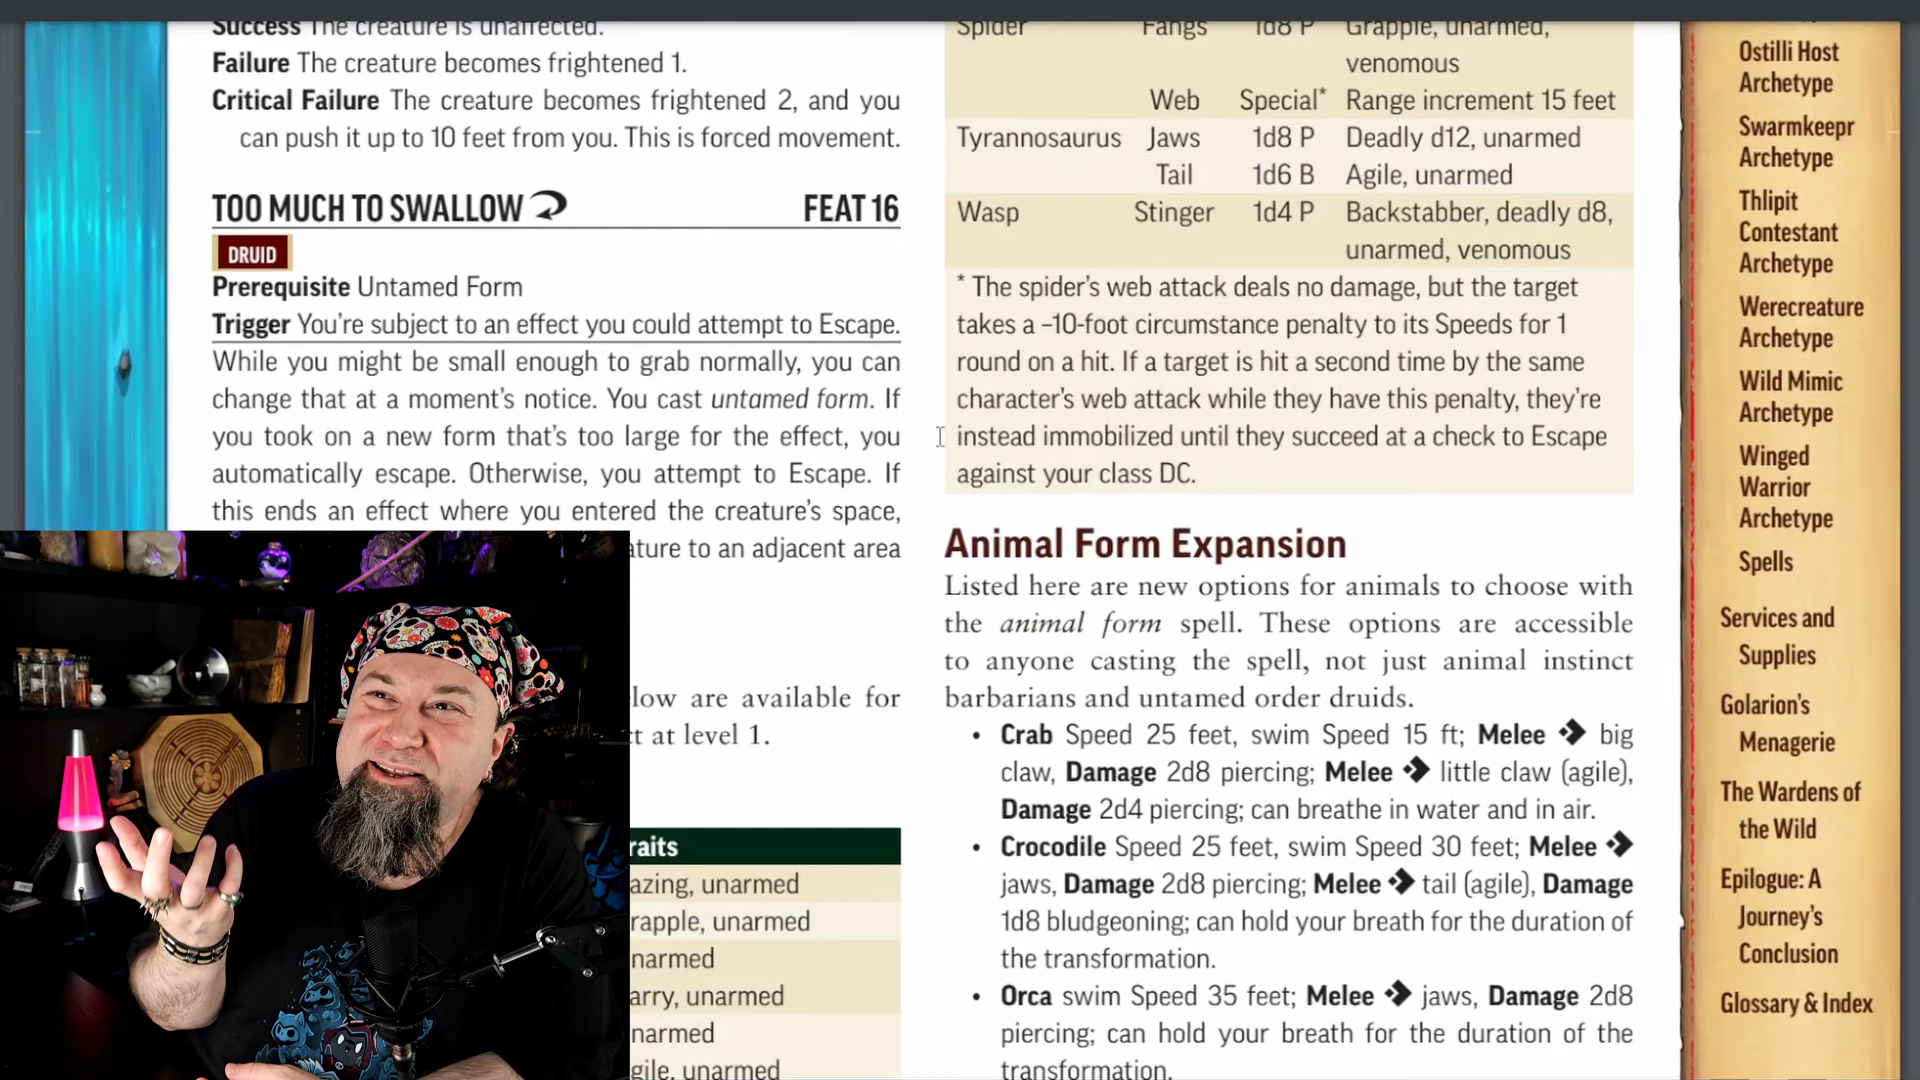 Success The creature is unaffected.
Failure The creature becomes frightened 1.
Critical Failure The creature becomes frightened 2, and you
can push it up to 10 feet from you. This is forced movement.
TOO MUCH TO SWALLOW FEAT 16
DRUID
Prerequisite Untamed Form
Trigger You're subject to an effect you could attempt to Escape.
While you might be small enough to grab normally, you can
change that at a moment's notice. You cast untamed form. If
you took on a new form that's too large for the effect, you
automatically escape. Otherwise, you attempt to Escape. If
this ends an effect where you entered the creature's space,
ature to an adjacent area
low are available for
ct at level 1.
raits
azing, unarmed
rapple, unarmed
narmed
arry, unarmed
narmed
gile, unarmed
Spider Fangs 1d8 P Grapple, unarmed,
venomous
Web Special* Range increment 15 feet
Tyrannosaurus Jaws 1d8 P Deadly d12, unarmed
Tail 1d6 B Agile, unarmed
Wasp Stinger 1d4 P Backstabber, deadly d8,
unarmed, venomous
* The spider's web attack deals no damage, but the target
takes a –10-foot circumstance penalty to its Speeds for 1
round on a hit. If a target is hit a second time by the same
character's web attack while they have this penalty, they're
instead immobilized until they succeed at a check to Escape
against your class DC.
Animal Form Expansion
Listed here are new options for animals to choose with
the animal form spell. These options are accessible
to anyone casting the spell, not just animal instinct
barbarians and untamed order druids.
• Crab Speed 25 feet, swim Speed 15 ft; Melee big
claw, Damage 2d8 piercing; Melee little claw (agile),
Damage 2d4 piercing; can breathe in water and in air.
• Crocodile Speed 25 feet, swim Speed 30 feet; Melee
jaws, Damage 2d8 piercing; Melee tail (agile), Damage
1d8 bludgeoning; can hold your breath for the duration of
the transformation.
• Orca swim Speed 35 feet; Melee jaws, Damage 2d8
piercing; can hold your breath for the duration of the
transformation.
Ostilli Host
Archetype
Swarmkeepr
Archetype
Thlipit
Contestant
Archetype
Werecreature
Archetype
Wild Mimic
Archetype
Winged
Warrior
Archetype
Spells
Services and
Supplies
Golarion's
Menagerie
The Wardens of
the Wild
Epilogue: A
Journey's
Conclusion
Glossary & Index